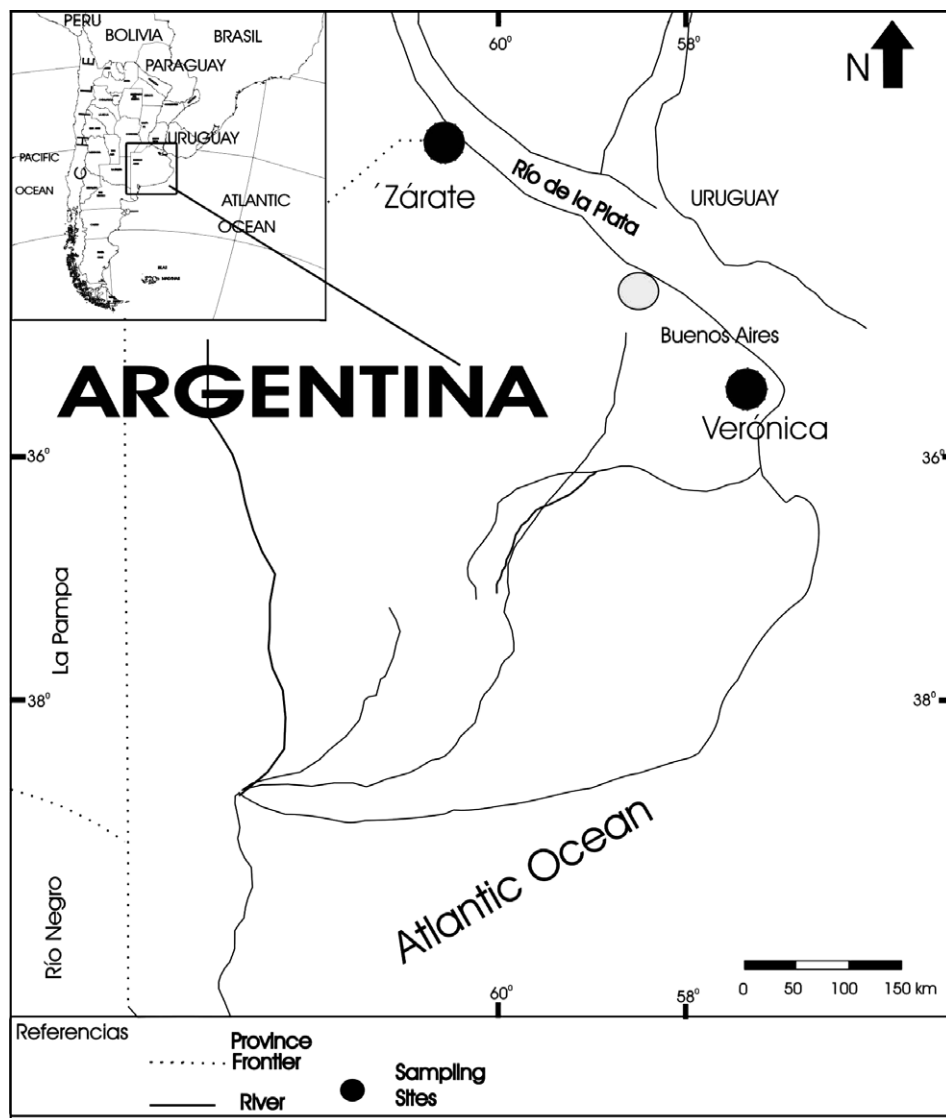 PERU
BOLIVIA
BRASIL
PARAGUAY
C H I L E
URUGUAY
PACIFIC
OCEAN
ATLANTIC
OCEAN
60°
58°
N
´Zárate
Río de la Plata
URUGUAY
Buenos Aires
ARGENTINA
Verónica
36°
36°
La Pampa
38°
38°
Atlantic Ocean
Río Negro
0 50 100 150 km
60°
58°
Referencias
Province
Frontier
River
Sampling
Sites